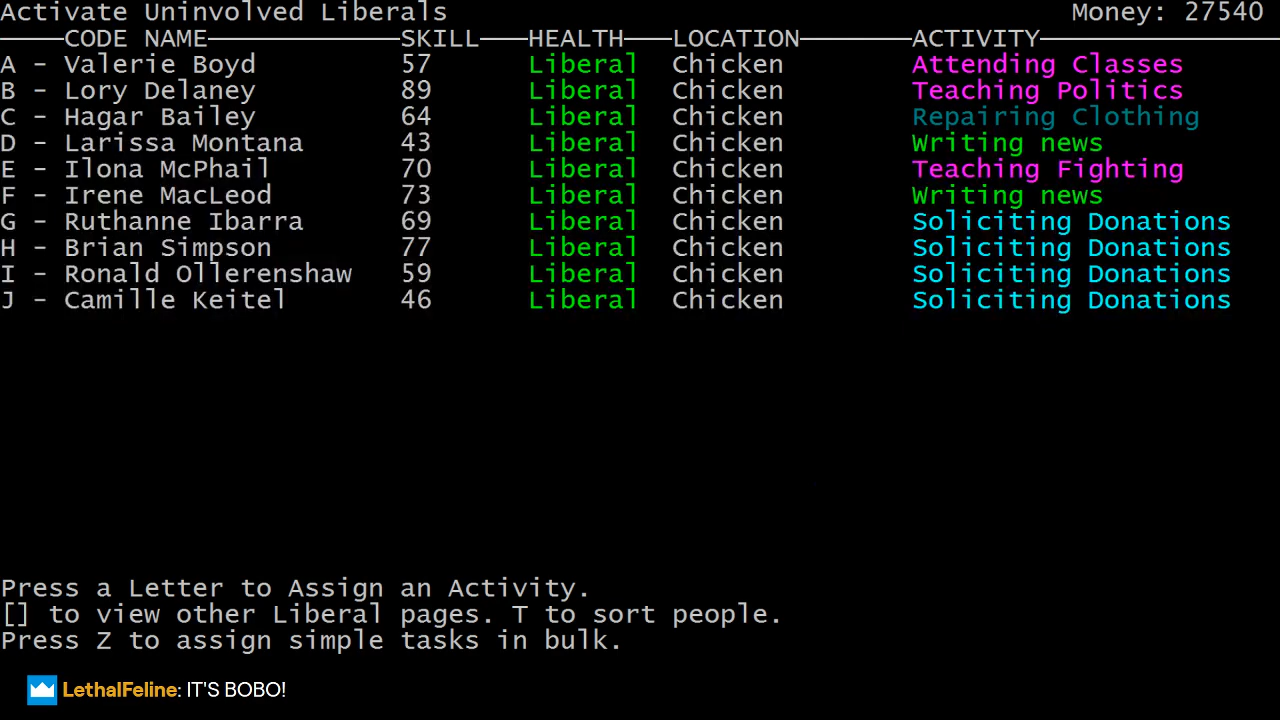 Activate Uninvolved Liberals Money: 27540
CODE NAME SKILL HEALTH LOCATION ACTIVITY
A - Valerie Boyd 57 Liberal Chicken Attending Classes
B - Lory Delaney 89 Liberal Chicken Teaching Politics
C - Hagar Bailey 64 Liberal Chicken Repairing Clothing
D - Larissa Montana 43 Liberal Chicken Writing news
E - Ilona McPhail 70 Liberal Chicken Teaching Fighting
F - Irene MacLeod 73 Liberal Chicken Writing news
G - Ruthanne Ibarra 69 Liberal Chicken Soliciting Donations
H - Brian Simpson 77 Liberal Chicken Soliciting Donations
I - Ronald Ollerenshaw 59 Liberal Chicken Soliciting Donations
J - Camille Keitel 46 Liberal Chicken Soliciting Donations
Press a Letter to Assign an Activity.
[] to view other Liberal pages. T to sort people.
Press Z to assign simple tasks in bulk.
LethalFeline: IT'S BOBO!